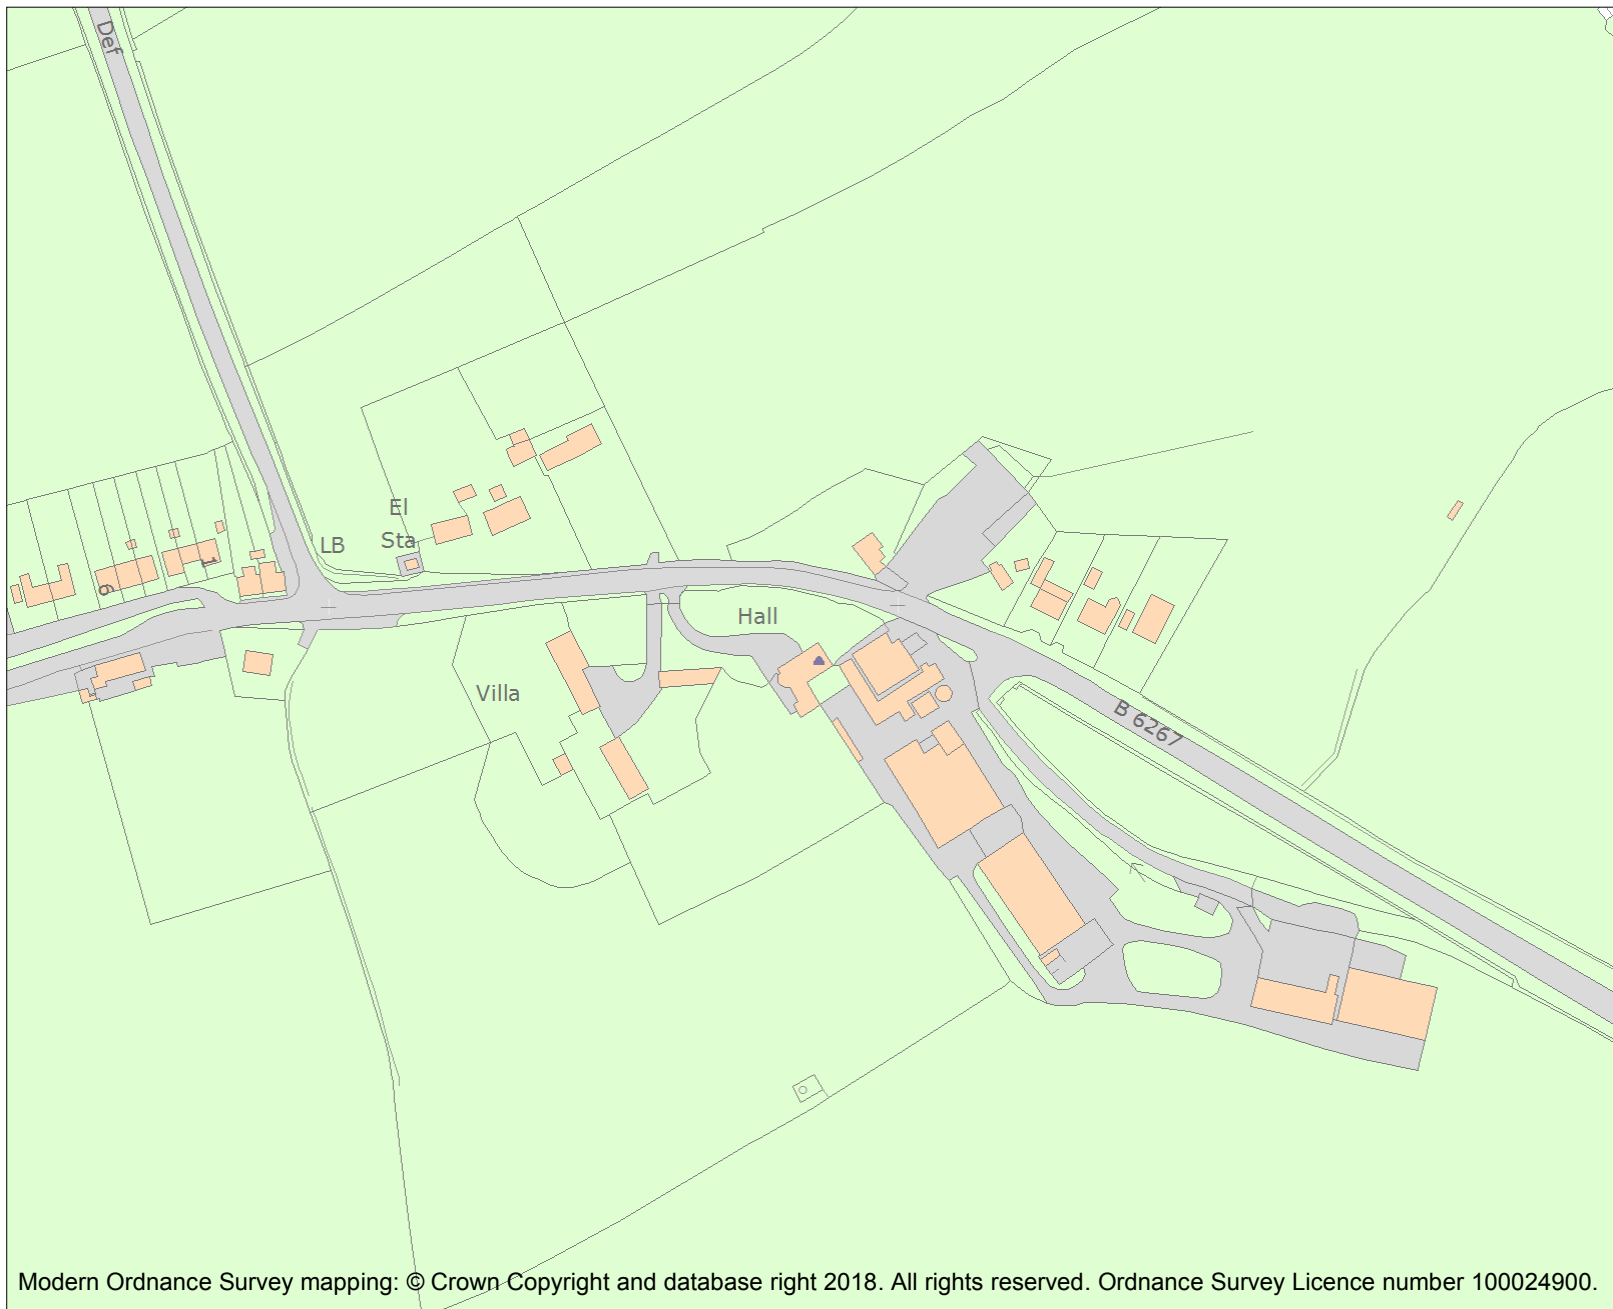 Def
El
Sta
LB
1
6
Hall
Villa
B 6267
Modern Ordnance Survey mapping: © Crown Copyright and database right 2018. All rights reserved. Ordnance Survey Licence number 100024900.